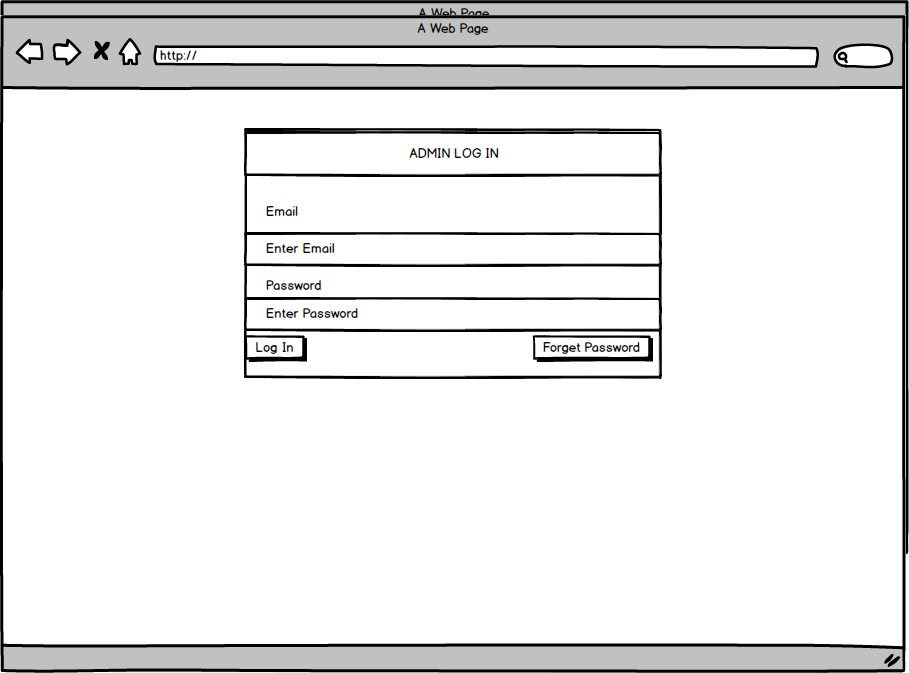 A Web Page
A Web Page
http://
ADMIN LOG IN
Email
Enter Email
Password
Enter Password
Log In
Forget Password